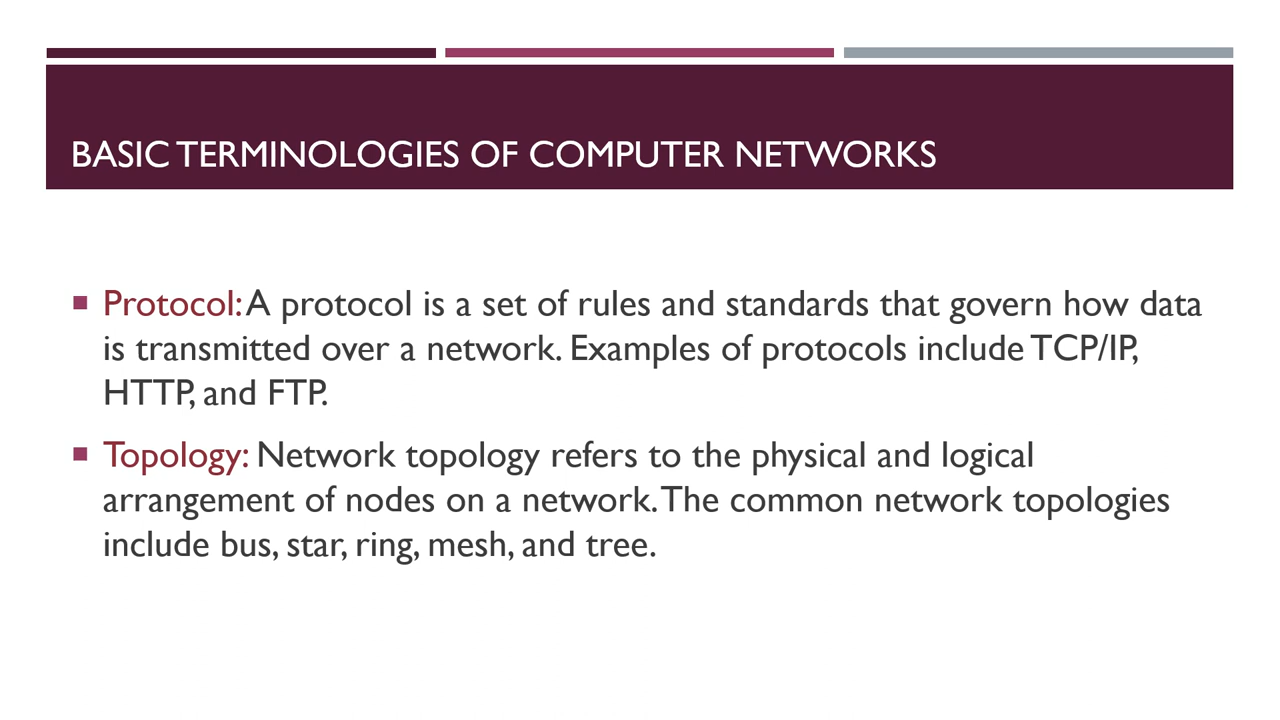 BASIC TERMINOLOGIES OF COMPUTER NETWORKS
Protocol: A protocol is a set of rules and standards that govern how data
is transmitted over a network. Examples of protocols include TCP/IP,
HTTP, and FTP.
Topology: Network topology refers to the physical and logical
arrangement of nodes on a network. The common network topologies
include bus, star, ring, mesh, and tree.